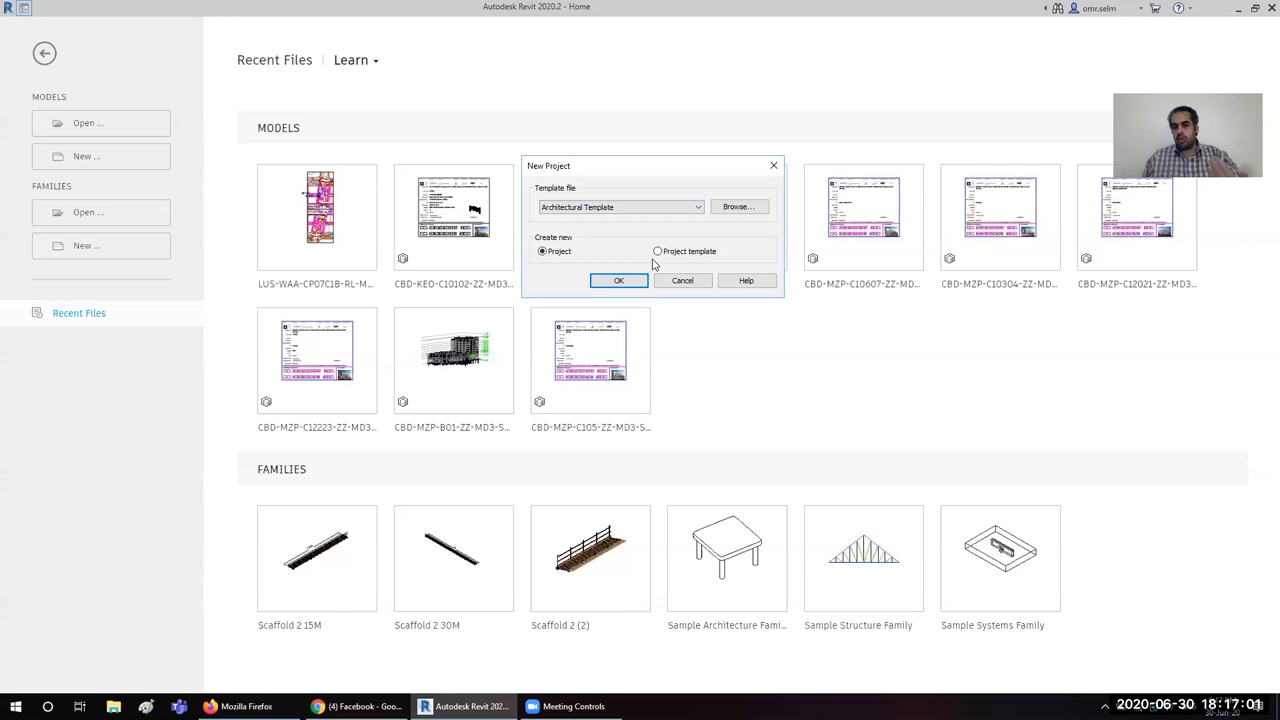 Autodesk Revit 2020.2 - Home
omr.selm
Recent Files
Learn
MODELS
Open ...
New ...
FAMILIES
Open ...
New ...
Recent Files
MODELS
New Project
Template file
Architectural Template
Browse...
Create new
Project
Project template
OK
Cancel
Help
LUS-WAA-CP07C1B-RL-M...
CBD-KEO-C10102-ZZ-MD3...
CBD-MZP-C10607-ZZ-MD...
CBD-MZP-C10304-ZZ-MD...
CBD-MZP-C12021-ZZ-MD3...
CBD-MZP-C12223-ZZ-MD3...
CBD-MZP-B01-ZZ-MD3-S...
CBD-MZP-C105-ZZ-MD3-S...
FAMILIES
Scaffold 2 15M
Scaffold 2 30M
Scaffold 2 (2)
Sample Architecture Fami...
Sample Structure Family
Sample Systems Family
Mozilla Firefox
(4) Facebook - Goo...
Autodesk Revit 202...
Meeting Controls
2020-06-30 18:17:01
30-Jun-20